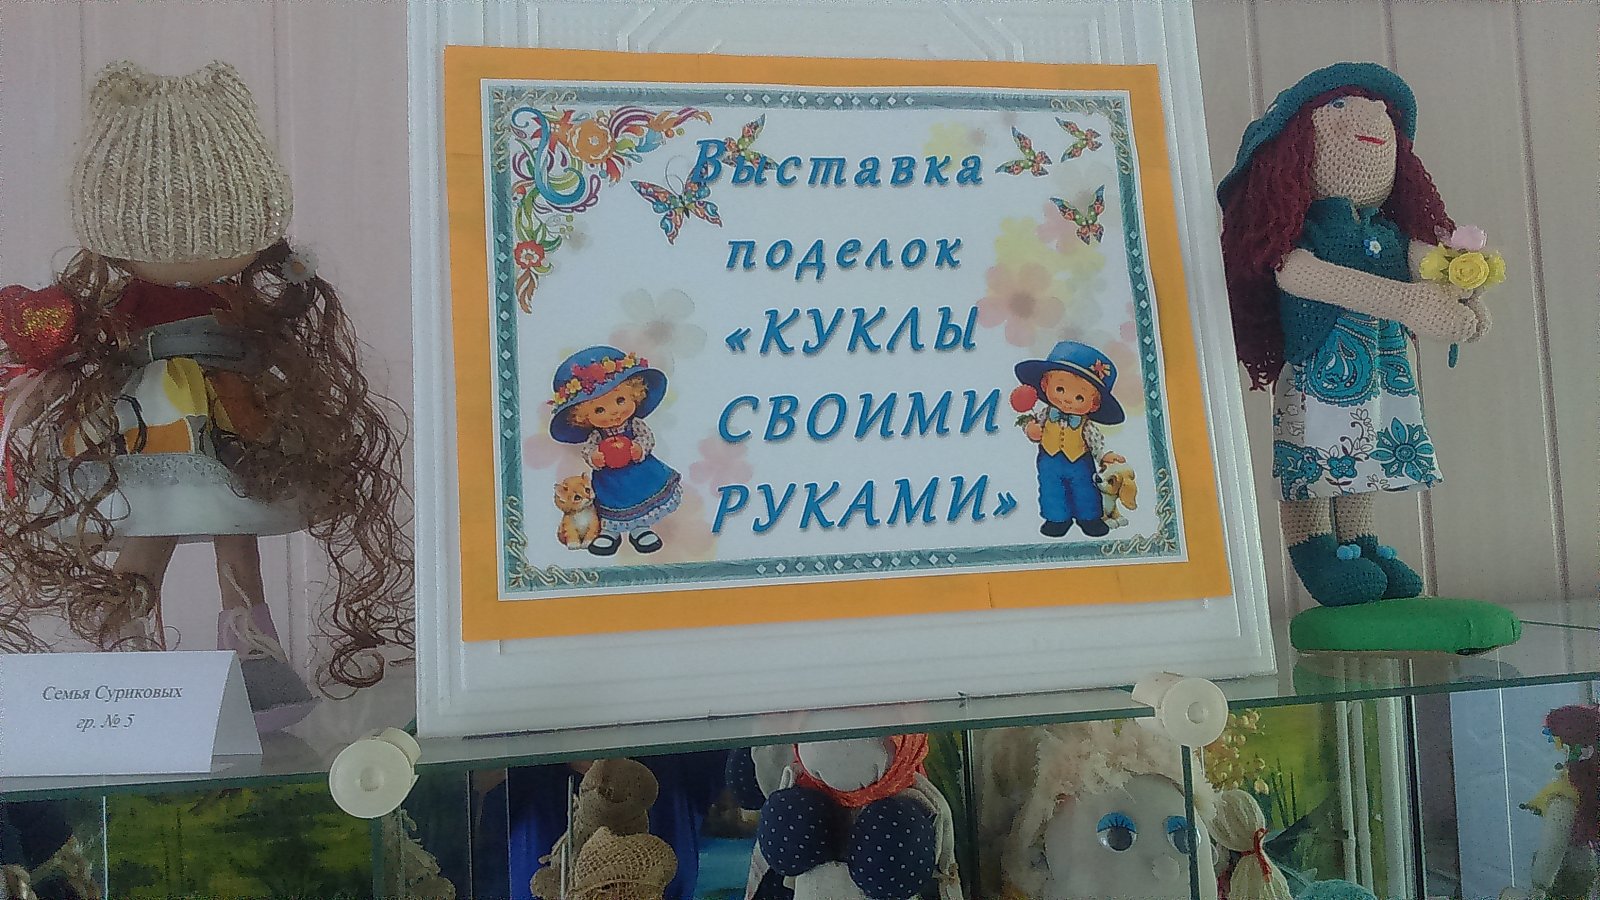 Выставка
поделок
«КУКЛЫ
СВОИМИ
РУКАМИ»
Семья Суриковых
гр. № 5